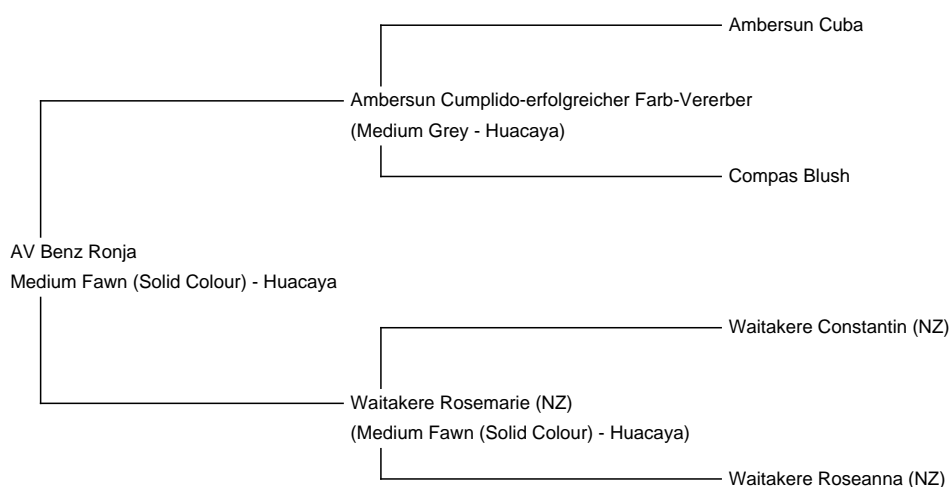 Ambersun Cuba
Ambersun Cumplido-erfolgreicher Farb-Vererber
(Medium Grey - Huacaya)
Compas Blush
AV Benz Ronja
Medium Fawn (Solid Colour) - Huacaya
Waitakere Constantin (NZ)
Waitakere Rosemarie (NZ)
(Medium Fawn (Solid Colour) - Huacaya)
Waitakere Roseanna (NZ)